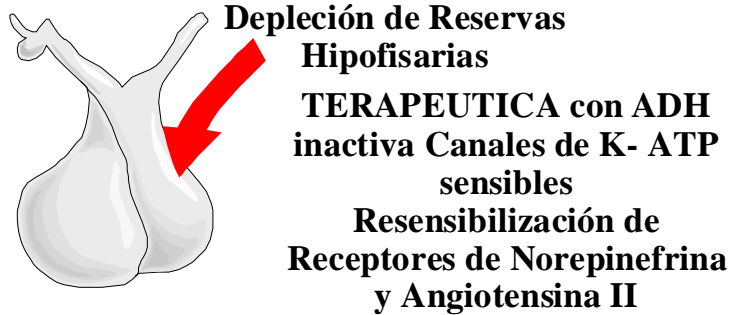 Depleción de Reservas
Hipofisarias
TERAPEUTICA con ADH
inactiva Canales de K- ATP
sensibles
Resensibilización de
Receptores de Norepinefrina
y Angiotensina II